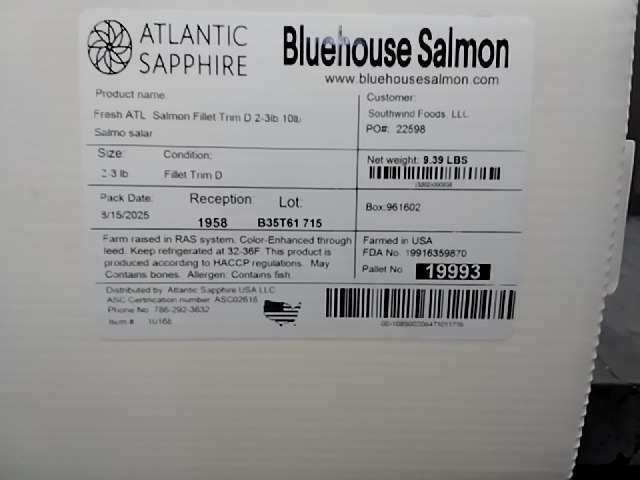 ATLANTIC
SAPPHIRE
Bluehouse Salmon
www.bluehousesalmon.com
Product name:
Fresh ATL Salmon Fillet Trim D 2-3lb 10lb
Salmo salar
Customer:
Southwind Foods, LLC
PO#: 22598
Size:
2-3 lb
Condition:
Fillet Trim D
Net weight: 9.39 LBS
Pack Date:
8/15/2025
Reception:
1958
Lot:
B35T61 715
Box:961602
Farm raised in RAS system. Color-Enhanced through
feed. Keep refrigerated at 32-36F. This product is
produced according to HACCP regulations. May
Contains bones. Allergen: Contains fish.
Farmed in USA
FDA No. 19916359870
Pallet No 19993
Distributed by Atlantic Sapphire USA LLC
ASC Certification number ASC02618
Phone No. 786-292-3632
Item # 10168